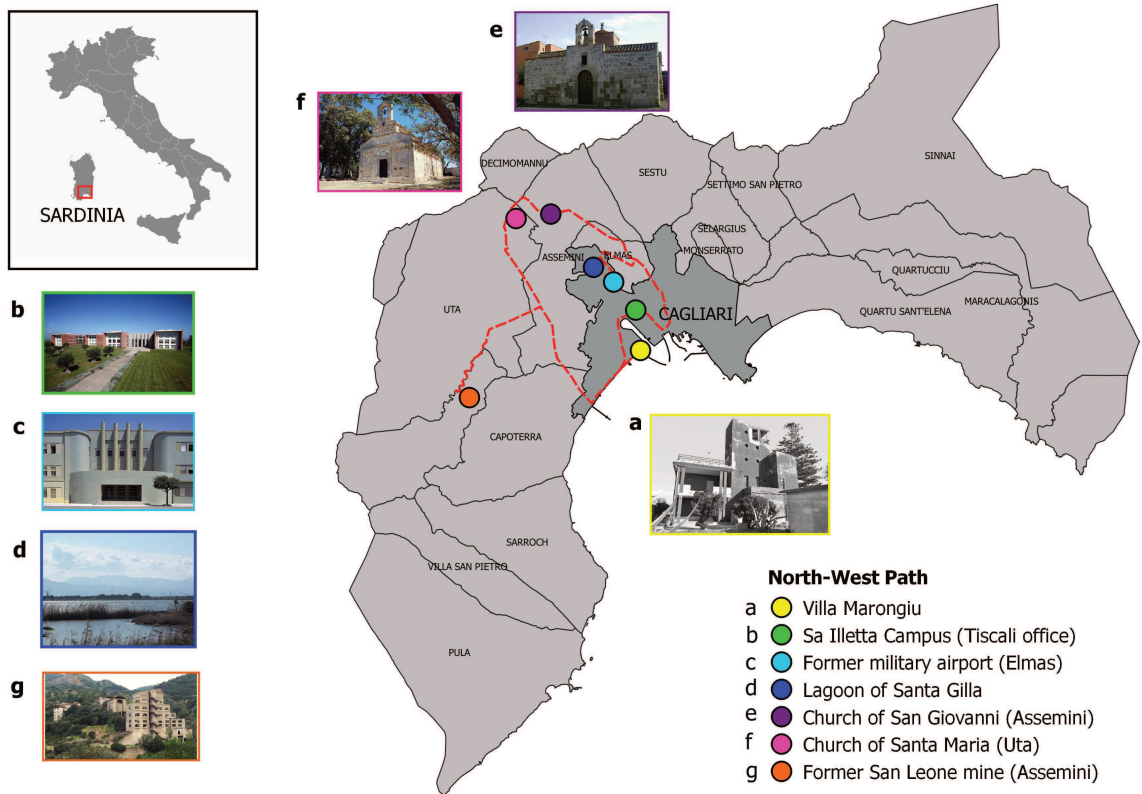 SARDINIA
e
f
DECIMOMANNU
SESTU
SINNAI
SETTIMO SAN PIETRO
SELARGIUS
MONSERRATO
ASSEMINI
ELMAS
QUARTUCCIU
MARACALAGONIS
QUARTU SANT'ELENA
CAGLIARI
UTA
b
c
a
CAPOTERRA
d
SARROCH
VILLA SAN PIETRO
PULA
g
North-West Path
a Villa Marongiu
b Sa Illetta Campus (Tiscali office)
c Former military airport (Elmas)
d Lagoon of Santa Gilla
e Church of San Giovanni (Assemini)
f Church of Santa Maria (Uta)
g Former San Leone mine (Assemini)